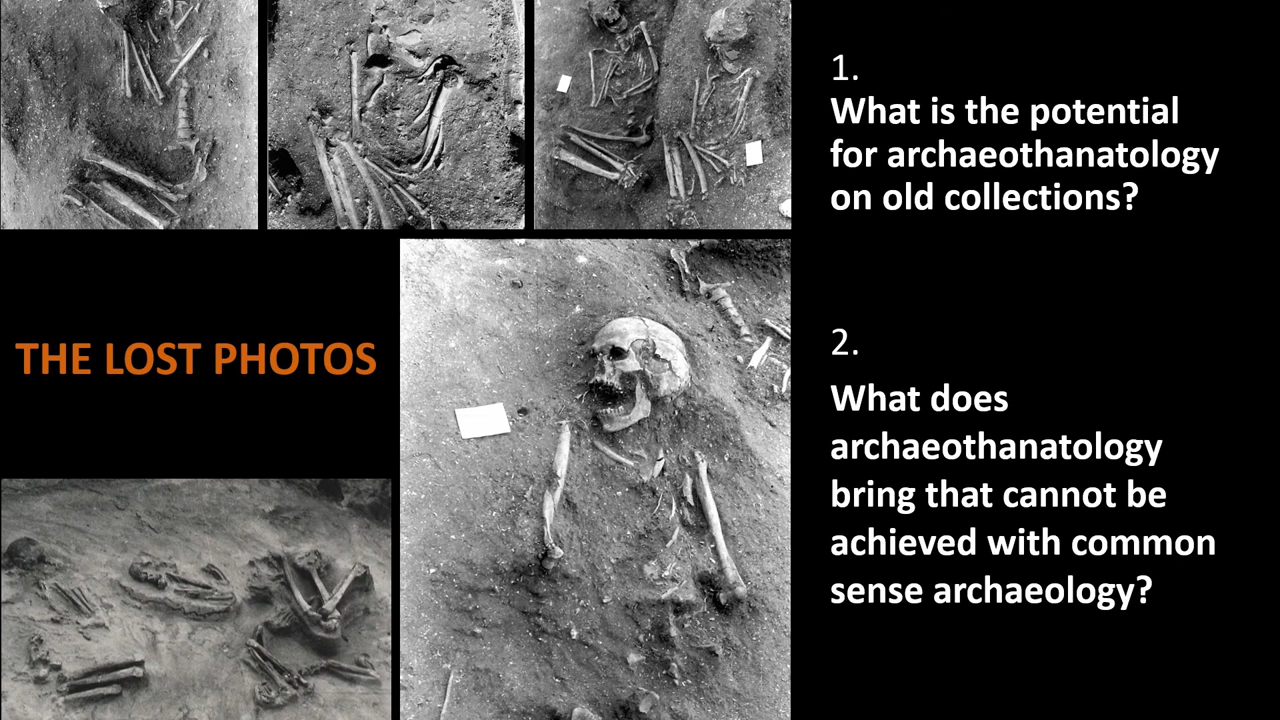 THE LOST PHOTOS
1.
What is the potential
for archaeothanatology
on old collections?
2.
What does
archaeothanatology
bring that cannot be
achieved with common
sense archaeology?